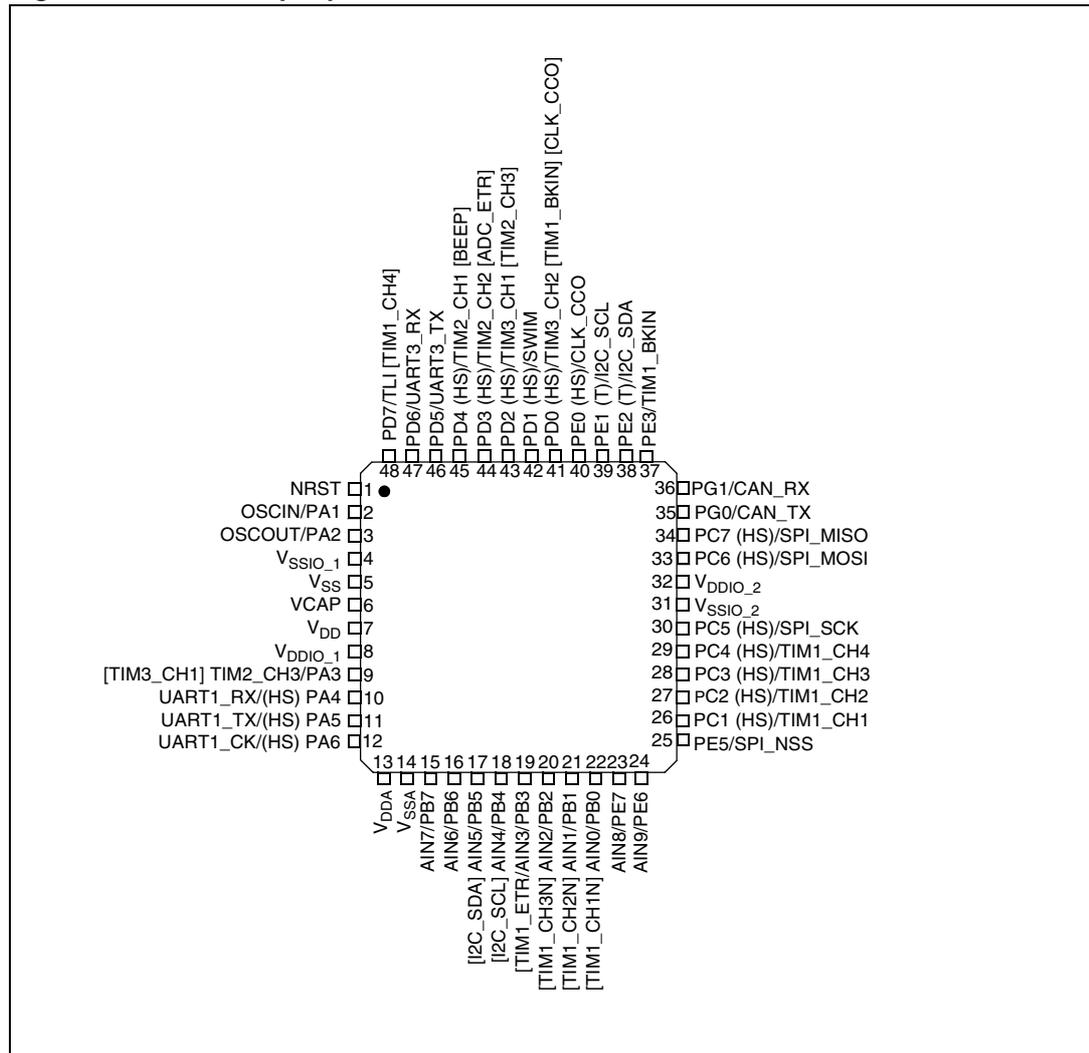 PD7/TLI [TIM1_CH4]
PD6/UART3_RX
PD5/UART3_TX
PD4 (HS)/TIM2_CH1 [BEEP]
PD3 (HS)/TIM2_CH2 [ADC_ETR]
PD2 (HS)/TIM3_CH1 [TIM2_CH3]
PD1 (HS)/SWIM
PD0 (HS)/TIM3_CH2 [TIM1_BKIN] [CLK_CCO]
PE0 (HS)/CLK_CCO
PE1 (T)/I2C_SCL
PE2 (T)/I2C_SDA
PE3/TIM1_BKIN
48 47 46 45 44 43 42 41 40 39 38 37
NRST 1
OSCIN/PA1 2
OSCOUT/PA2 3
VSSIO_1 4
VSS 5
VCAP 6
VDD 7
VDDIO_1 8
[TIM3_CH1] TIM2_CH3/PA3 9
UART1_RX/(HS) PA4 10
UART1_TX/(HS) PA5 11
UART1_CK/(HS) PA6 12
36 PG1/CAN_RX
35 PG0/CAN_TX
34 PC7 (HS)/SPI_MISO
33 PC6 (HS)/SPI_MOSI
32 VDDIO_2
31 VSSIO_2
30 PC5 (HS)/SPI_SCK
29 PC4 (HS)/TIM1_CH4
28 PC3 (HS)/TIM1_CH3
27 PC2 (HS)/TIM1_CH2
26 PC1 (HS)/TIM1_CH1
25 PE5/SPI_NSS
13 14 15 16 17 18 19 20 21 22 23 24
VDDA
VSSA
AIN7/PB7
AIN6/PB6
[I2C_SDA] AIN5/PB5
[I2C_SCL] AIN4/PB4
[TIM1_ETR/AIN3/PB3
[TIM1_CH3N] AIN2/PB2
[TIM1_CH2N] AIN1/PB1
[TIM1_CH1N] AIN0/PB0
AIN8/PE7
AIN9/PE6